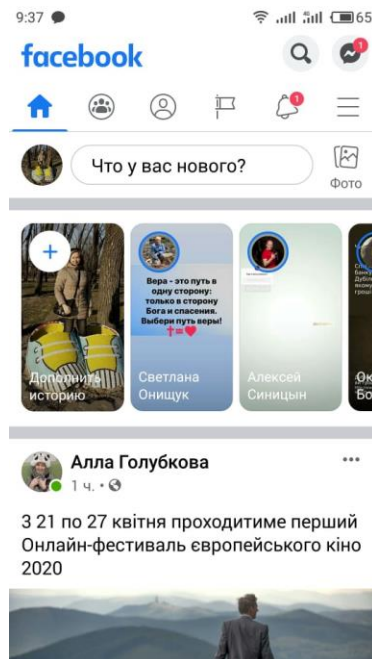 9:37
65
facebook
1
1
Что у вас нового?
Фото
Вера - это путь в
одну сторону:
только в сторону
Бога и спасения.
Выбери путь веры!
†=❤
Дополнить
историю
Светлана
Онищук
Алексей
Синицын
Алла Голубкова
1 ч.
З 21 по 27 квітня проходитиме перший
Онлайн-фестиваль європейського кіно
2020